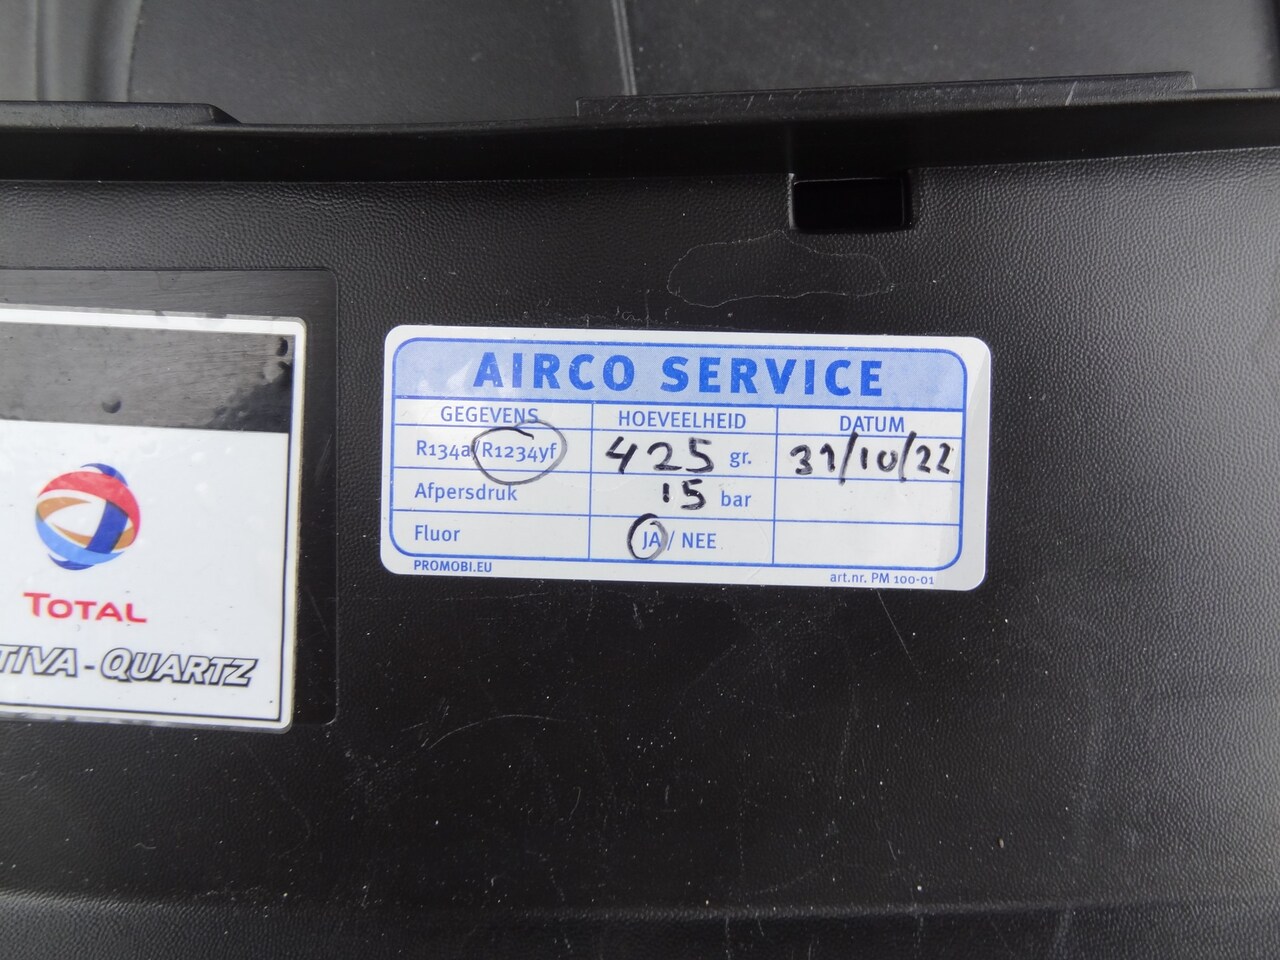 AIRCO SERVICE
GEGEVENS HOEVEELHEID DATUM
R134a/R1234yf 425 gr. 31/10/22
Afpersdruk 15 bar
Fluor JA / NEE
PROMOBI.EU art.nr. PM 100-01
TOTAL
TIVA - QUARTZ